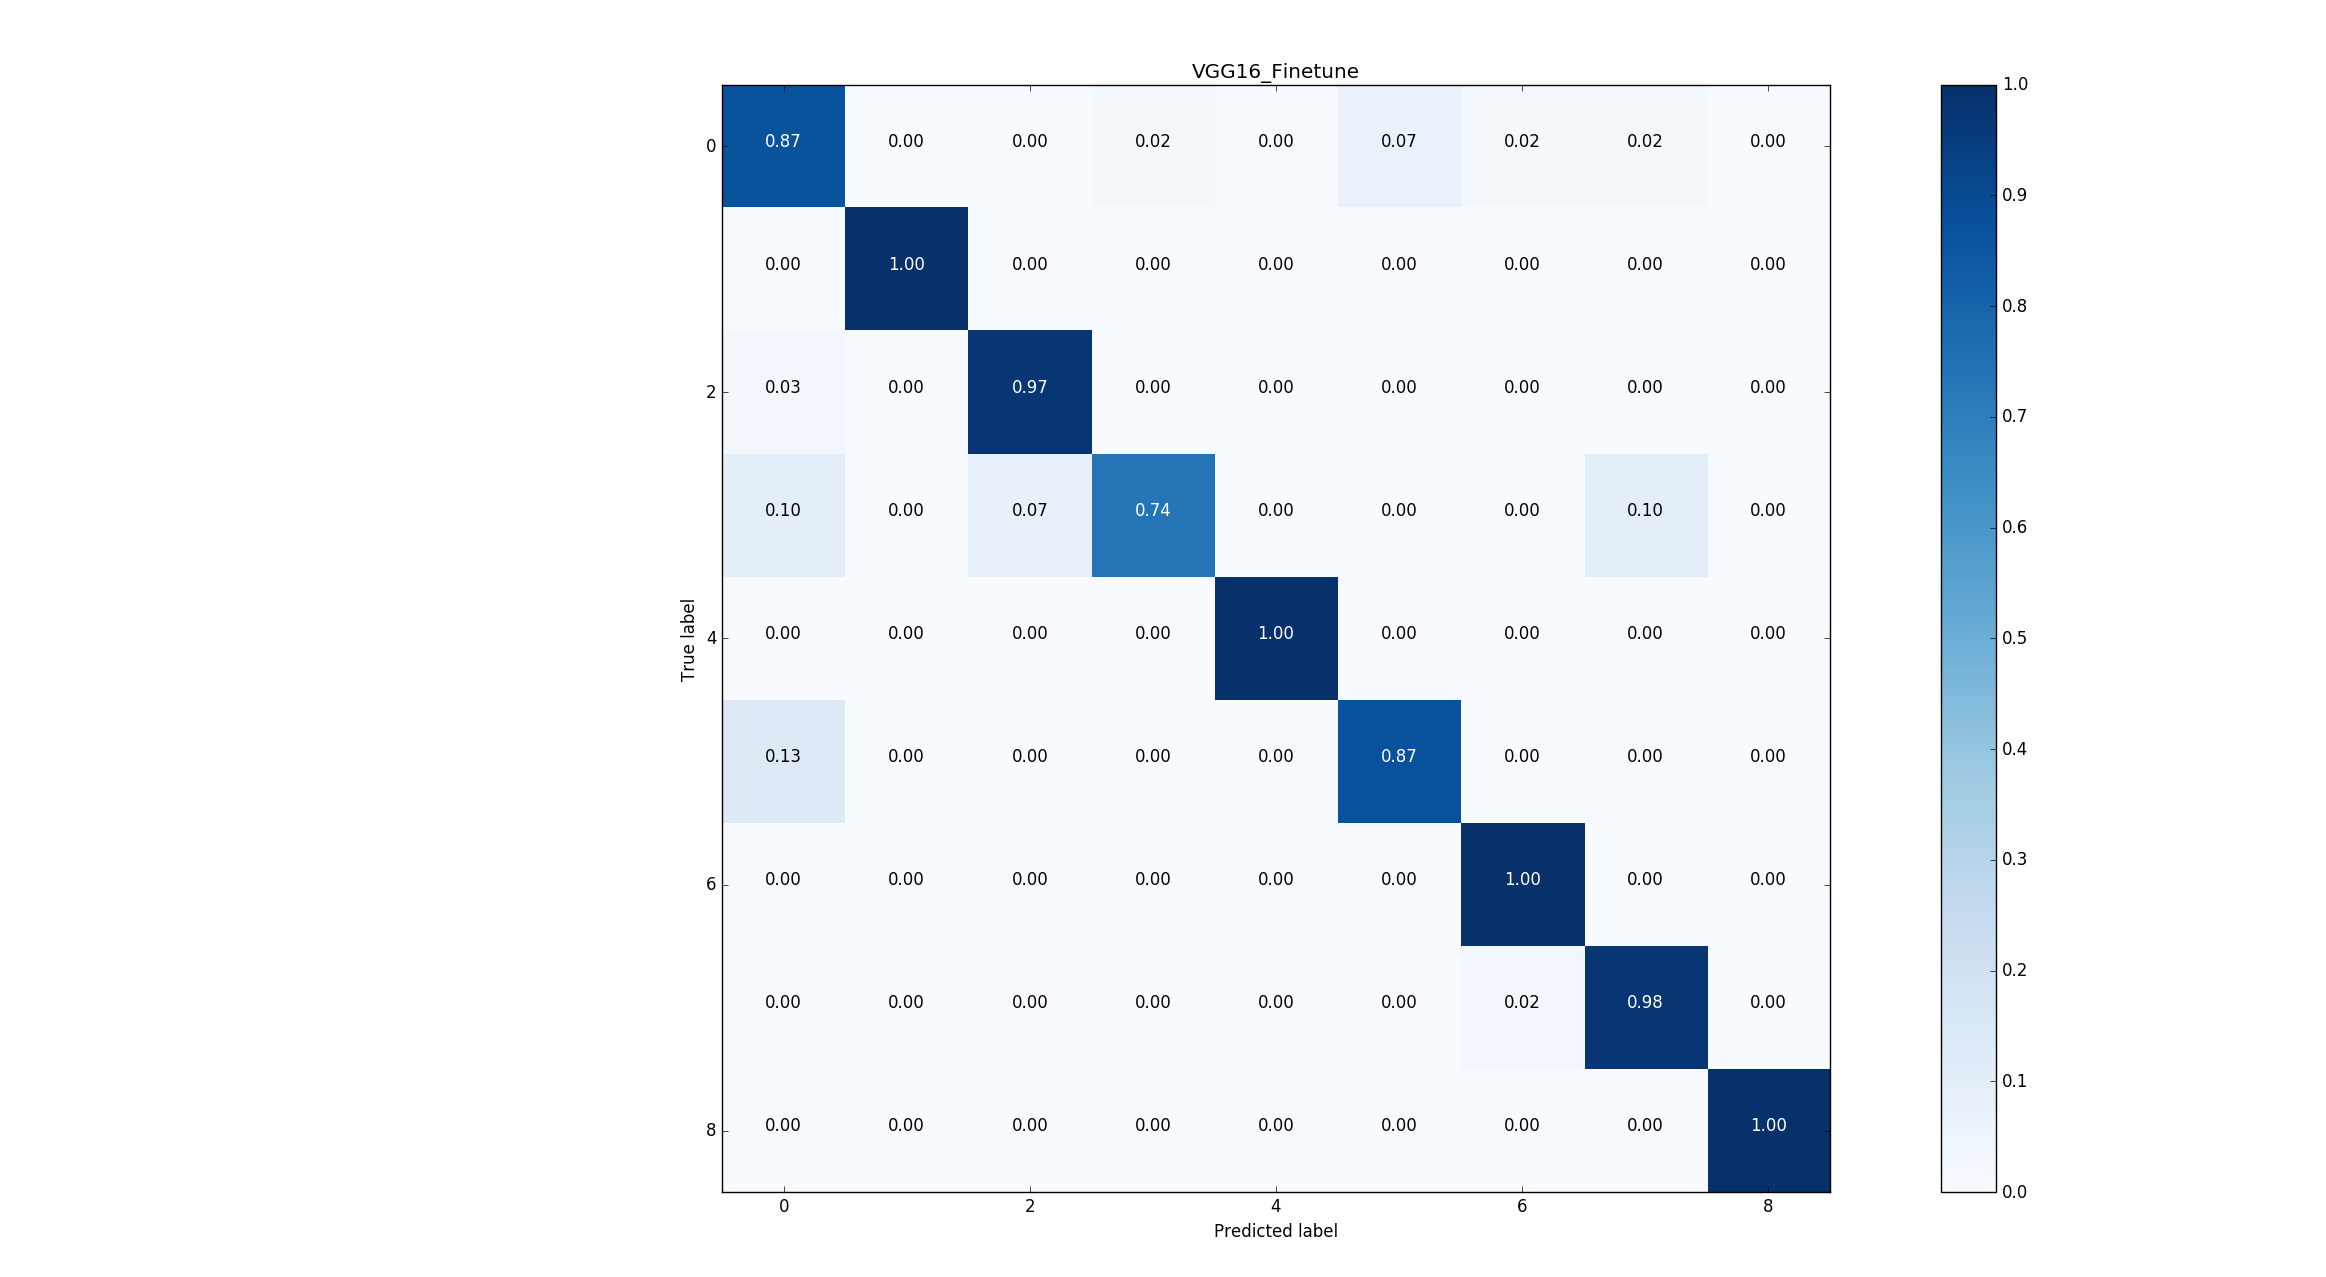 VGG16_Finetune
0 0.87 0.00 0.00 0.02 0.00 0.07 0.02 0.02 0.00
0.00 1.00 0.00 0.00 0.00 0.00 0.00 0.00 0.00
2 0.03 0.00 0.97 0.00 0.00 0.00 0.00 0.00 0.00
0.10 0.00 0.07 0.74 0.00 0.00 0.00 0.10 0.00
4 0.00 0.00 0.00 0.00 1.00 0.00 0.00 0.00 0.00
0.13 0.00 0.00 0.00 0.00 0.87 0.00 0.00 0.00
6 0.00 0.00 0.00 0.00 0.00 0.00 1.00 0.00 0.00
0.00 0.00 0.00 0.00 0.00 0.00 0.02 0.98 0.00
8 0.00 0.00 0.00 0.00 0.00 0.00 0.00 0.00 1.00
0 2 4 6 8
Predicted label
True label
1.0
0.9
0.8
0.7
0.6
0.5
0.4
0.3
0.2
0.1
0.0